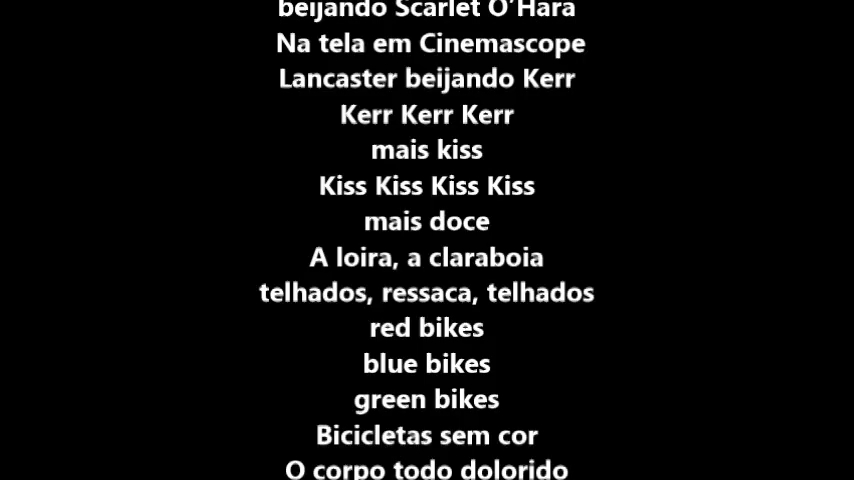 beijando Scarlet O'Hara
Na tela em Cinemascope
Lancaster beijando Kerr
Kerr Kerr Kerr
mais kiss
Kiss Kiss Kiss Kiss
mais doce
A loira, a claraboia
telhados, ressaca, telhados
red bikes
blue bikes
green bikes
Bicicletas sem cor
O corpo todo dolorido